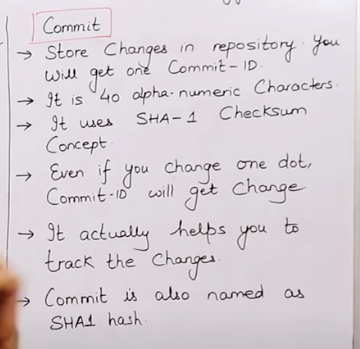 Commit
→ Store Changes in repository. You
will get one Commit-ID.
→ It is 40 alpha-numeric Characters.
→ It uses SHA-1 Checksum
Concept.
→ Even if you change one dot,
Commit-ID will get Change
→ It actually helps you to
track the Changes.
→ Commit is also named as
SHA1 hash.